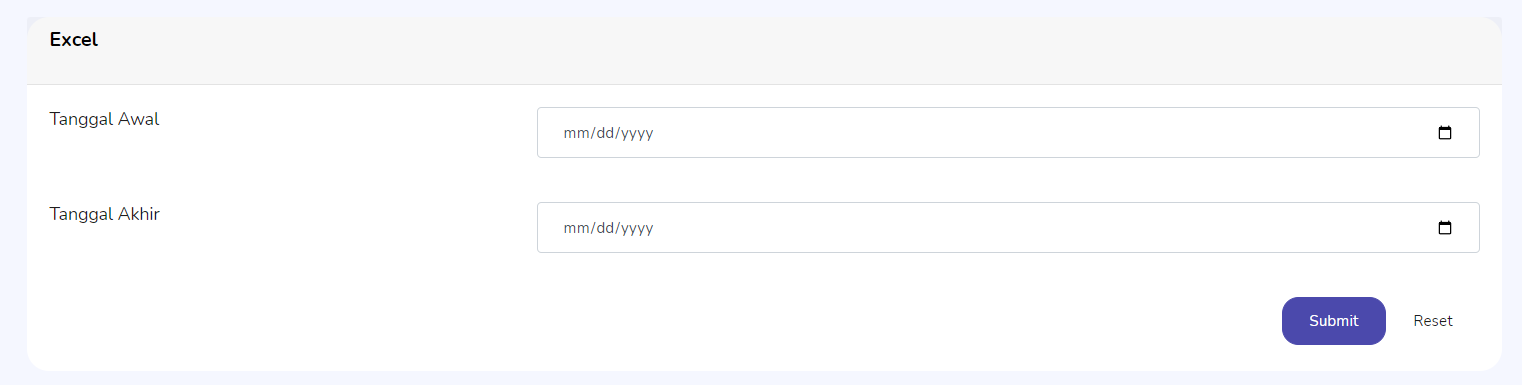 Excel
Tanggal Awal
mm/dd/yyyy
Tanggal Akhir
mm/dd/yyyy
Submit Reset